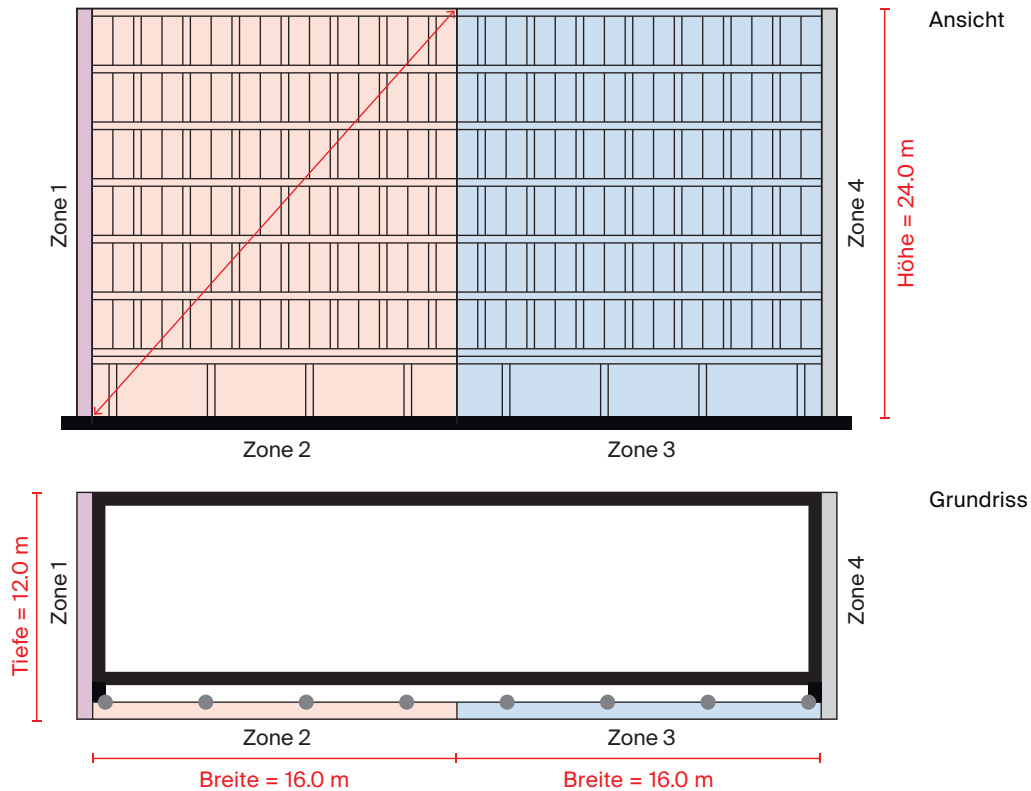 Ansicht
Zone 1
Zone 4
Höhe = 24.0 m
Zone 2
Zone 3
Grundriss
Tiefe = 12.0 m
Zone 1
Zone 4
Zone 2
Zone 3
Breite = 16.0 m
Breite = 16.0 m